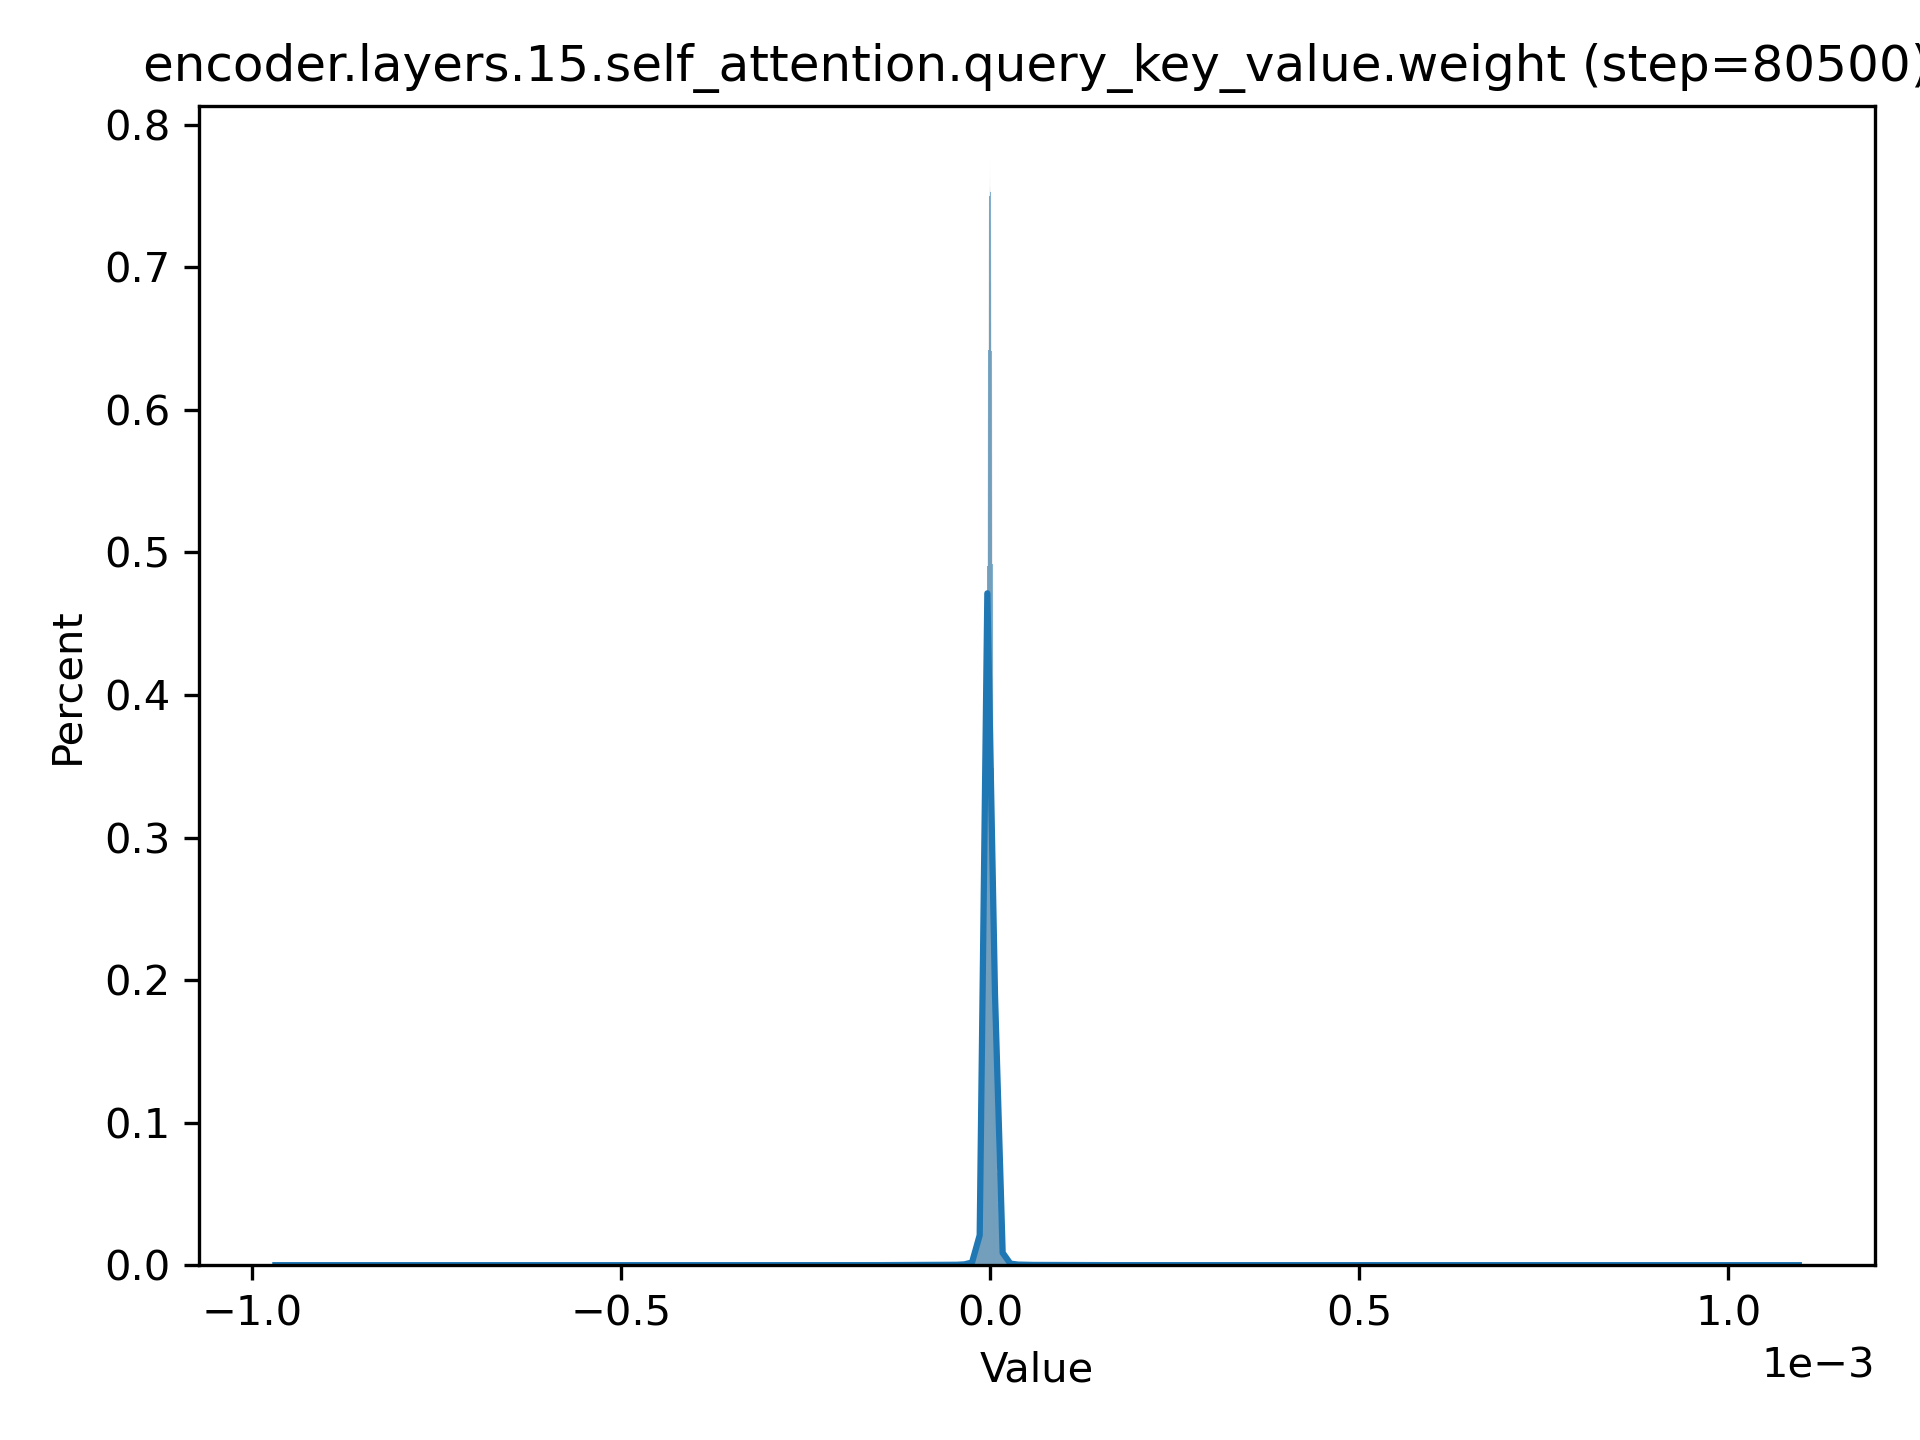 encoder.layers.15.self_attention.query_key_value.weight (step=80500)
0.8
0.7
0.6
0.5
0.4
0.3
0.2
0.1
0.0
Percent
−1.0 −0.5 0.0 0.5 1.0
1e−3
Value